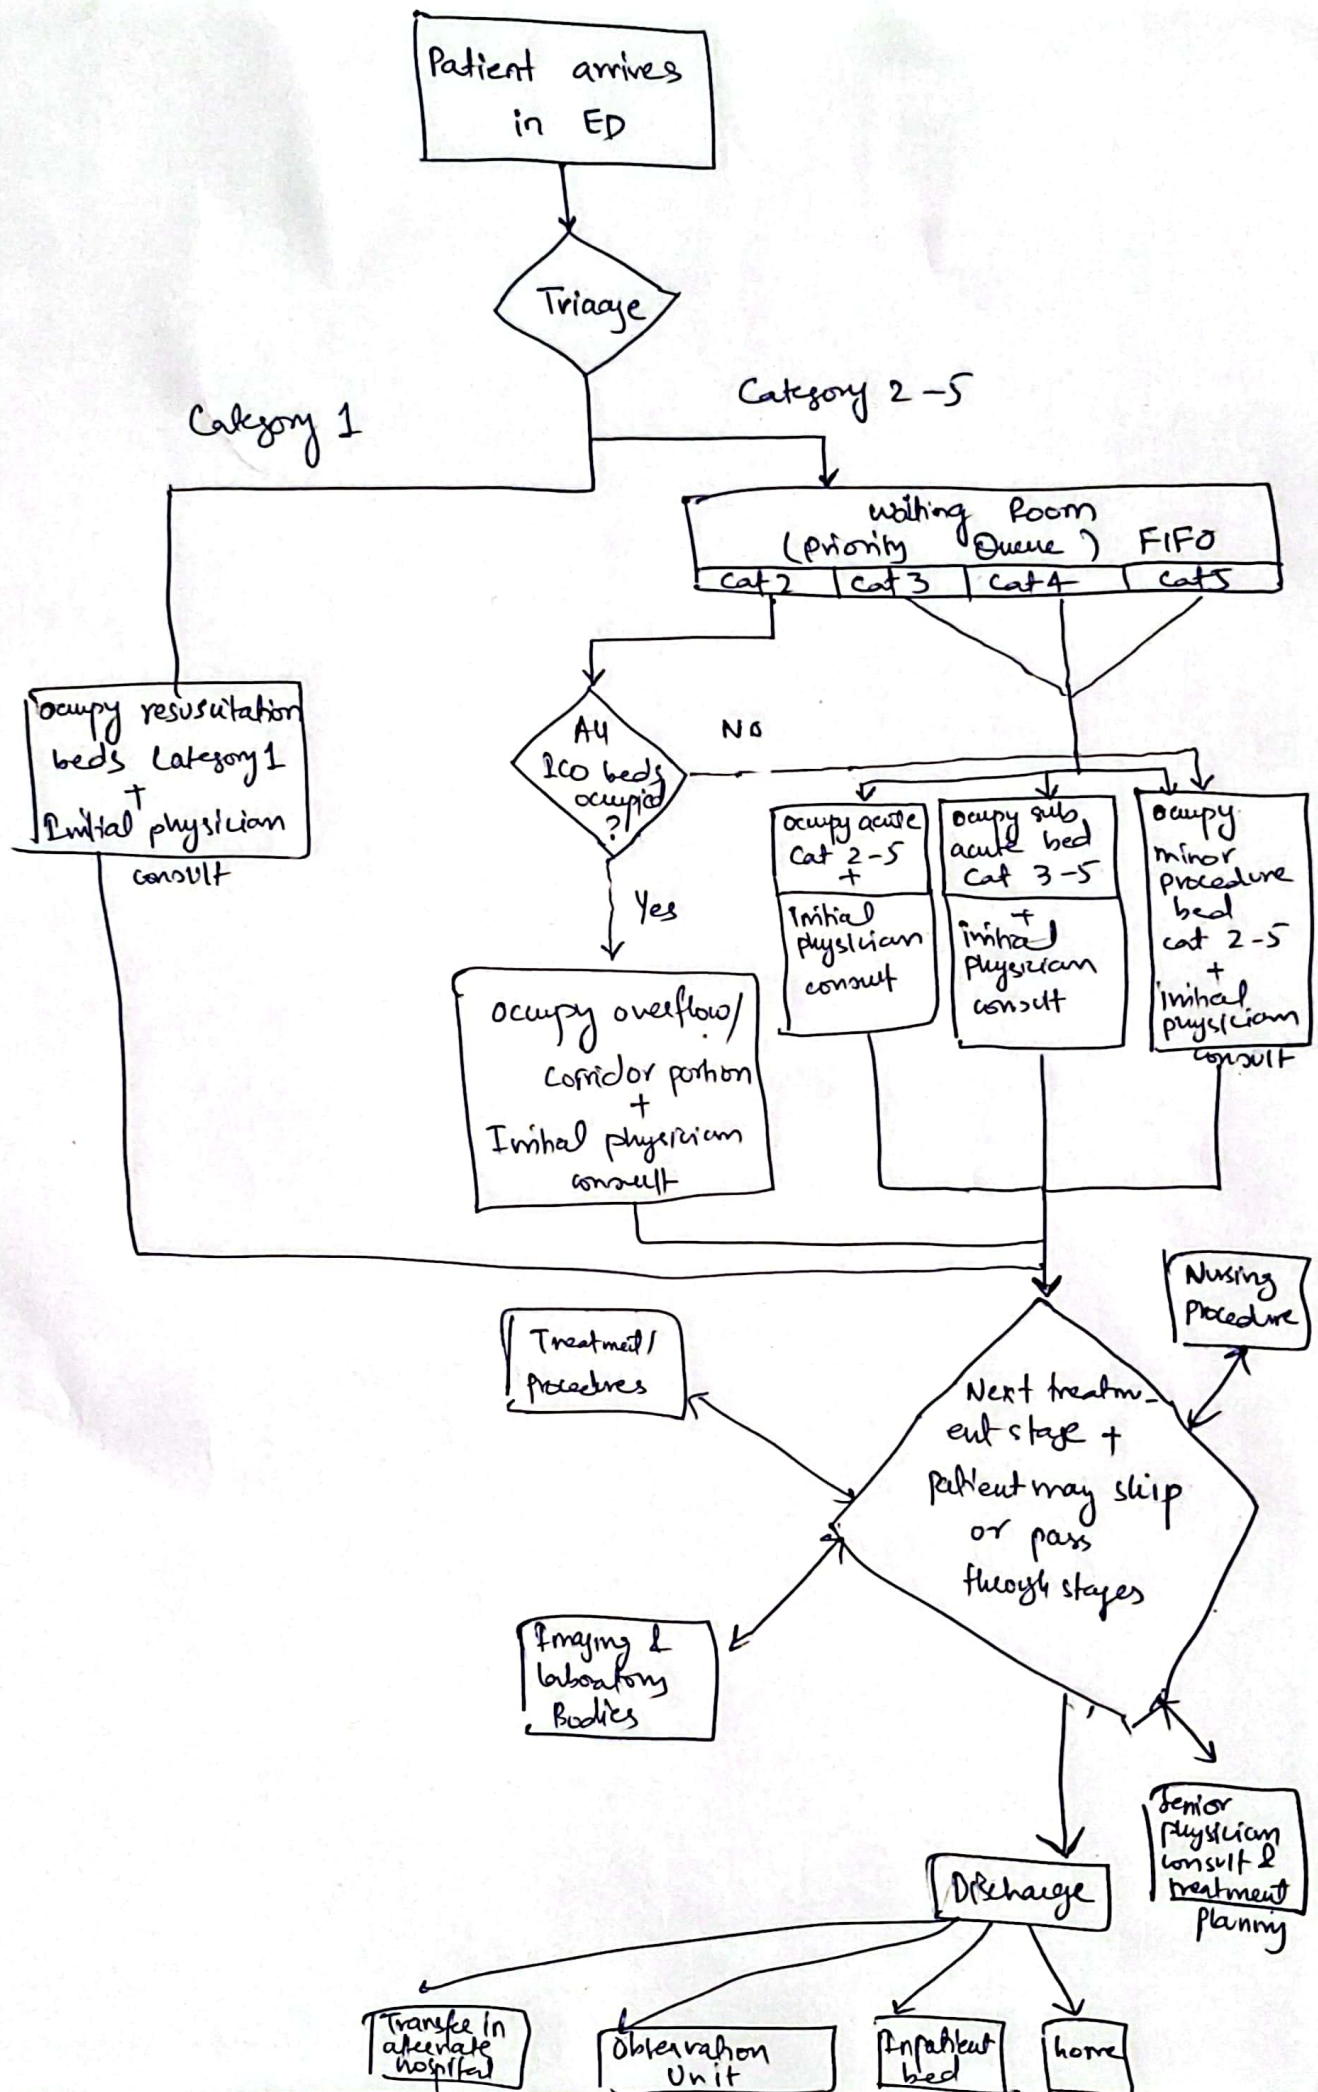 Patient arrives
in ED
Triage
Category 1
Category 2-5
Waiting Room
(priority Queue) FIFO
Cat 2
Cat 3
Cat 4
Cat 5
Ocuupy resusuitation
beds Category 1
+
Initial physician
consult
All
ICO beds
occupied
?
NO
Yes
occupy acute
Cat 2-5
+
initial
physician
consult
occupy sub
acute bed
Cat 3-5
+
initial
physician
consult
occupy
minor
procedure
bed
cat 2-5
+
initial
physician
consult
occupy overflow/
corridor portion
+
Initial physician
consult
Nursing
procedure
Treatment/
procedures
Next treatm-
ent stage +
patient may skip
or pass
through stages
Imaging &
laboratory
Bodies
Senior
physician
consult &
treatment
planning
Discharge
Transfer in
alternate
hospital
Observation
Unit
Inpatient
bed
home